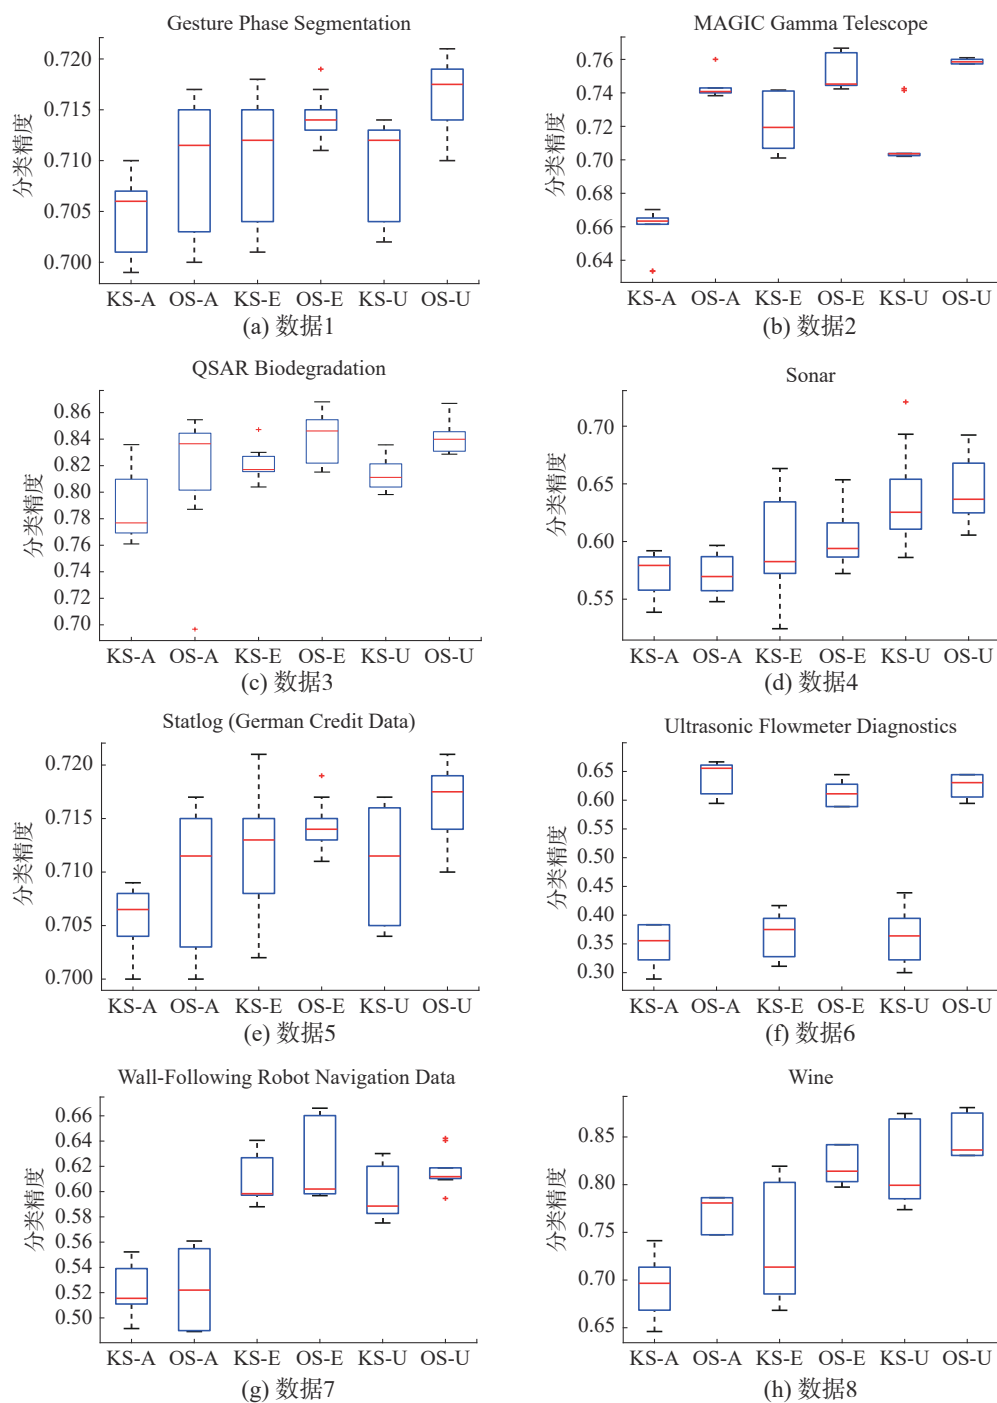 Gesture Phase Segmentation
0.720
0.715
0.710
0.705
0.700
分类精度
KS-A OS-A KS-E OS-E KS-U OS-U
(a) 数据1
MAGIC Gamma Telescope
0.76
0.74
0.72
0.70
0.68
0.66
0.64
分类精度
KS-A OS-A KS-E OS-E KS-U OS-U
(b) 数据2
QSAR Biodegradation
0.86
0.84
0.82
0.80
0.78
0.76
0.74
0.72
0.70
分类精度
KS-A OS-A KS-E OS-E KS-U OS-U
(c) 数据3
Sonar
0.70
0.65
0.60
0.55
分类精度
KS-A OS-A KS-E OS-E KS-U OS-U
(d) 数据4
Statlog (German Credit Data)
0.720
0.715
0.710
0.705
0.700
分类精度
KS-A OS-A KS-E OS-E KS-U OS-U
(e) 数据5
Ultrasonic Flowmeter Diagnostics
0.65
0.60
0.55
0.50
0.45
0.40
0.35
0.30
分类精度
KS-A OS-A KS-E OS-E KS-U OS-U
(f) 数据6
Wall-Following Robot Navigation Data
0.66
0.64
0.62
0.60
0.58
0.56
0.54
0.52
0.50
分类精度
KS-A OS-A KS-E OS-E KS-U OS-U
(g) 数据7
Wine
0.85
0.80
0.75
0.70
0.65
分类精度
KS-A OS-A KS-E OS-E KS-U OS-U
(h) 数据8